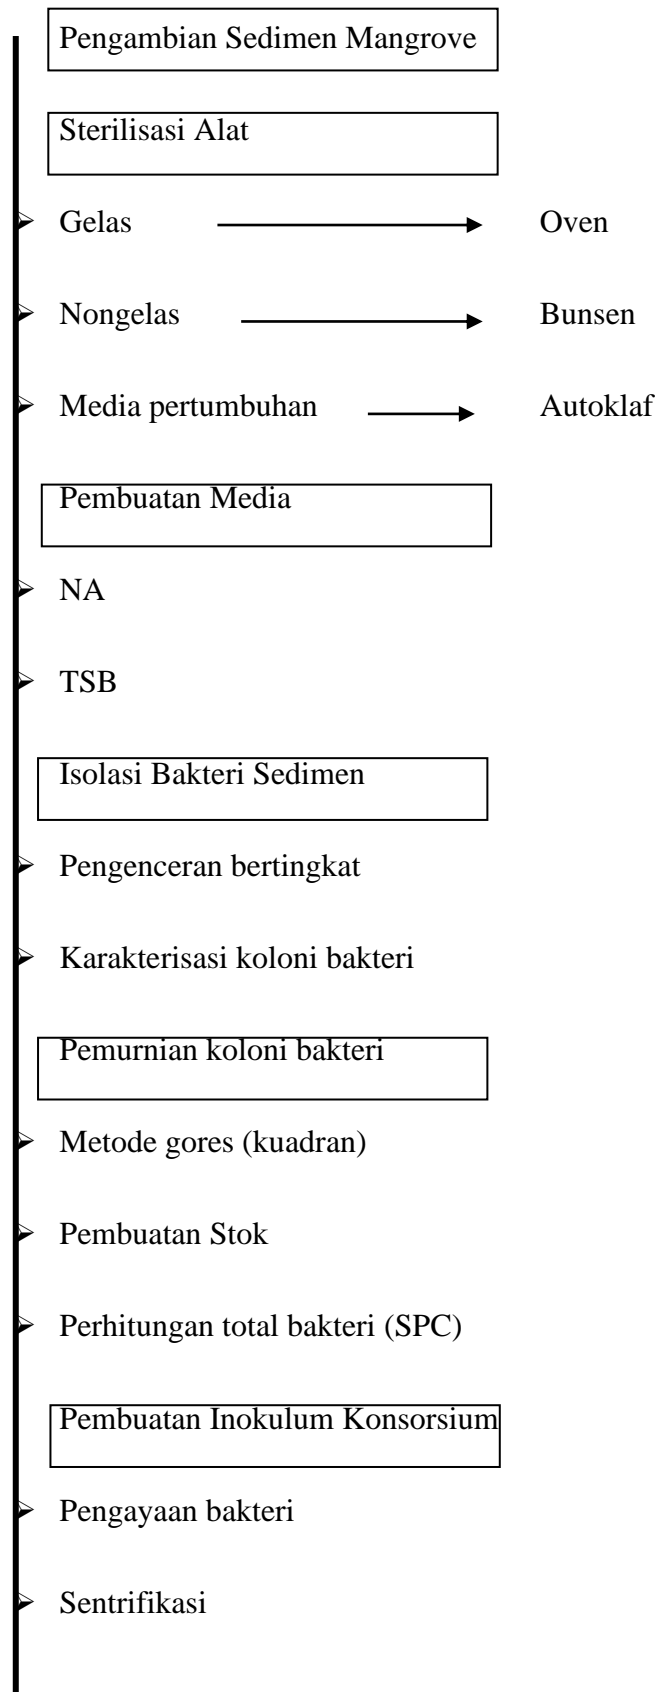 Pengambian Sedimen Mangrove
Sterilisasi Alat
Gelas Oven
Nongelas Bunsen
Media pertumbuhan Autoklaf
Pembuatan Media
NA
TSB
Isolasi Bakteri Sedimen
Pengenceran bertingkat
Karakterisasi koloni bakteri
Pemurnian koloni bakteri
Metode gores (kuadran)
Pembuatan Stok
Perhitungan total bakteri (SPC)
Pembuatan Inokulum Konsorsium
Pengayaan bakteri
Sentrifikasi